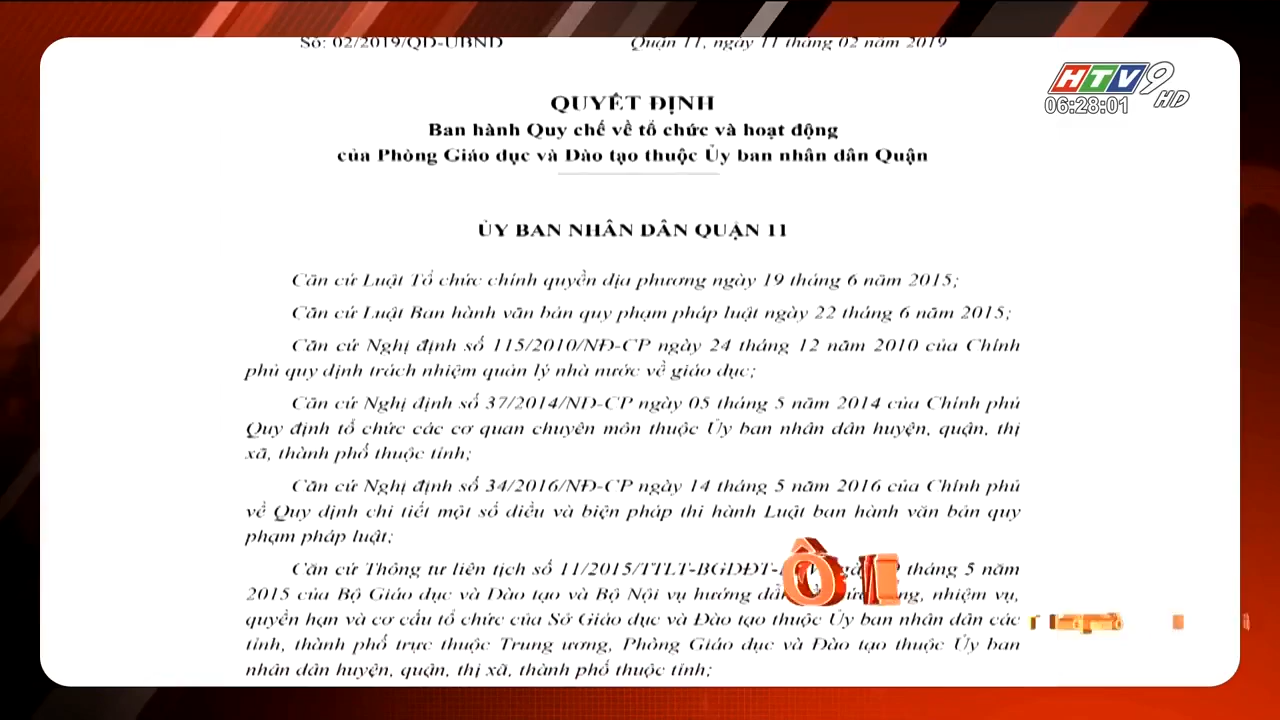 Số: 02/2019/QĐ-UBND Quận 11, ngày 11 tháng 02 năm 2019
HTV9 HD
06:28:01
QUYẾT ĐỊNH
Ban hành Quy chế về tổ chức và hoạt động
của Phòng Giáo dục và Đào tạo thuộc Ủy ban nhân dân Quận
ỦY BAN NHÂN DÂN QUẬN 11
Căn cứ Luật Tổ chức chính quyền địa phương ngày 19 tháng 6 năm 2015;
Căn cứ Luật Ban hành văn bản quy phạm pháp luật ngày 22 tháng 6 năm 2015;
Căn cứ Nghị định số 115/2010/NĐ-CP ngày 24 tháng 12 năm 2010 của Chính
phủ quy định trách nhiệm quản lý nhà nước về giáo dục;
Căn cứ Nghị định số 37/2014/NĐ-CP ngày 05 tháng 5 năm 2014 của Chính phủ
Quy định tổ chức các cơ quan chuyên môn thuộc Ủy ban nhân dân huyện, quận, thị
xã, thành phố thuộc tỉnh;
Căn cứ Nghị định số 34/2016/NĐ-CP ngày 14 tháng 5 năm 2016 của Chính phủ
về Quy định chi tiết một số điều và biện pháp thi hành Luật ban hành văn bản quy
phạm pháp luật;
Căn cứ Thông tư liên tịch số 11/2015/TTLT-BGDĐT- tháng 5 năm
2015 của Bộ Giáo dục và Đào tạo và Bộ Nội vụ hướng nhiệm vụ,
quyền hạn và cơ cấu tổ chức của Sở Giáo dục và Đào tạo thuộc Ủy ban nhân dân các
tỉnh, thành phố trực thuộc Trung ương, Phòng Giáo dục và Đào tạo thuộc Ủy ban
nhân dân huyện, quận, thị xã, thành phố thuộc tỉnh;